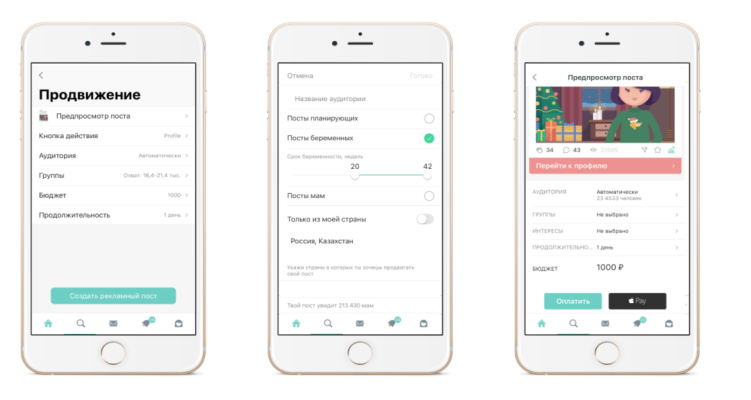 Продвижение
Предпросмотр поста
Кнопка действия Profile
Аудитория Автоматически
Группы Охват: 16,4-21,4 тыс.
Бюджет 1000
Продолжительность 1 день
Создать рекламный пост
Отмена Готово
Название аудитории
Посты планирующих
Посты беременных
Срок беременности, недель
20 42
Посты мам
Только из моей страны
Россия, Казахстан
Укажи страны в которых ты хочешь продвигать
свой пост
Твой пост увидит 213 430 мам
Предпросмотр поста
34 43
Перейти к профилю
АУДИТОРИЯ Автоматически
23 4533 человек
ГРУППЫ Не выбрано
ИНТЕРЕСЫ Не выбрано
ПРОДОЛЖИТЕЛЬНО... 1 день
БЮДЖЕТ 1000 ₽
Оплатить Pay